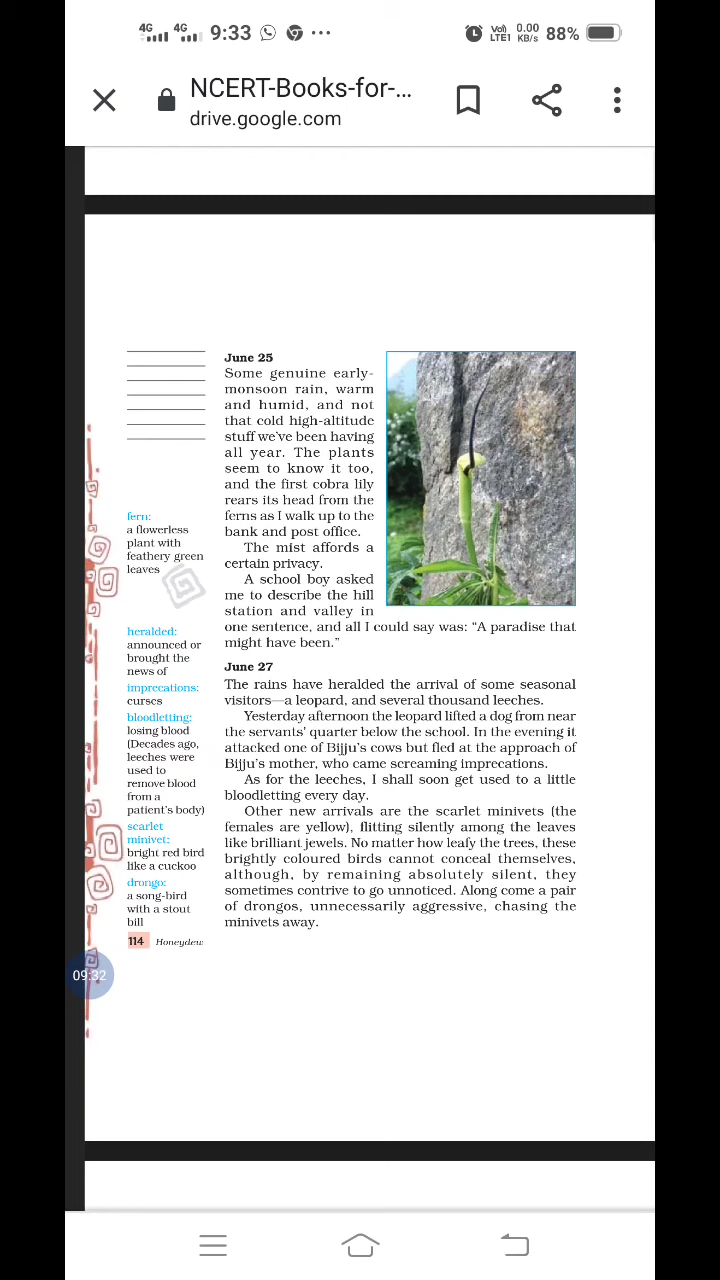 4G 4G 9:33 ...
Vo) LTE1 0.00 KB/s 88%
NCERT-Books-for-...
drive.google.com
June 25
Some genuine early-
monsoon rain, warm
and humid, and not
that cold high-altitude
stuff we've been having
all year. The plants
seem to know it too,
and the first cobra lily
rears its head from the
ferns as I walk up to the
bank and post office.
The mist affords a
certain privacy.
A school boy asked
me to describe the hill
station and valley in
one sentence, and all I could say was: “A paradise that
might have been.”
June 27
The rains have heralded the arrival of some seasonal
visitors—a leopard, and several thousand leeches.
Yesterday afternoon the leopard lifted a dog from near
the servants' quarter below the school. In the evening it
attacked one of Bijju's cows but fled at the approach of
Bijju's mother, who came screaming imprecations.
As for the leeches, I shall soon get used to a little
bloodletting every day.
Other new arrivals are the scarlet minivets (the
females are yellow), flitting silently among the leaves
like brilliant jewels. No matter how leafy the trees, these
brightly coloured birds cannot conceal themselves,
although, by remaining absolutely silent, they
sometimes contrive to go unnoticed. Along come a pair
of drongos, unnecessarily aggressive, chasing the
minivets away.
fern:
a flowerless
plant with
feathery green
leaves
heralded:
announced or
brought the
news of
imprecations:
curses
bloodletting:
losing blood
(Decades ago,
leeches were
used to
remove blood
from a
patient's body)
scarlet
minivet:
bright red bird
like a cuckoo
drongo:
a song-bird
with a stout
bill
114 Honeydew
09:32